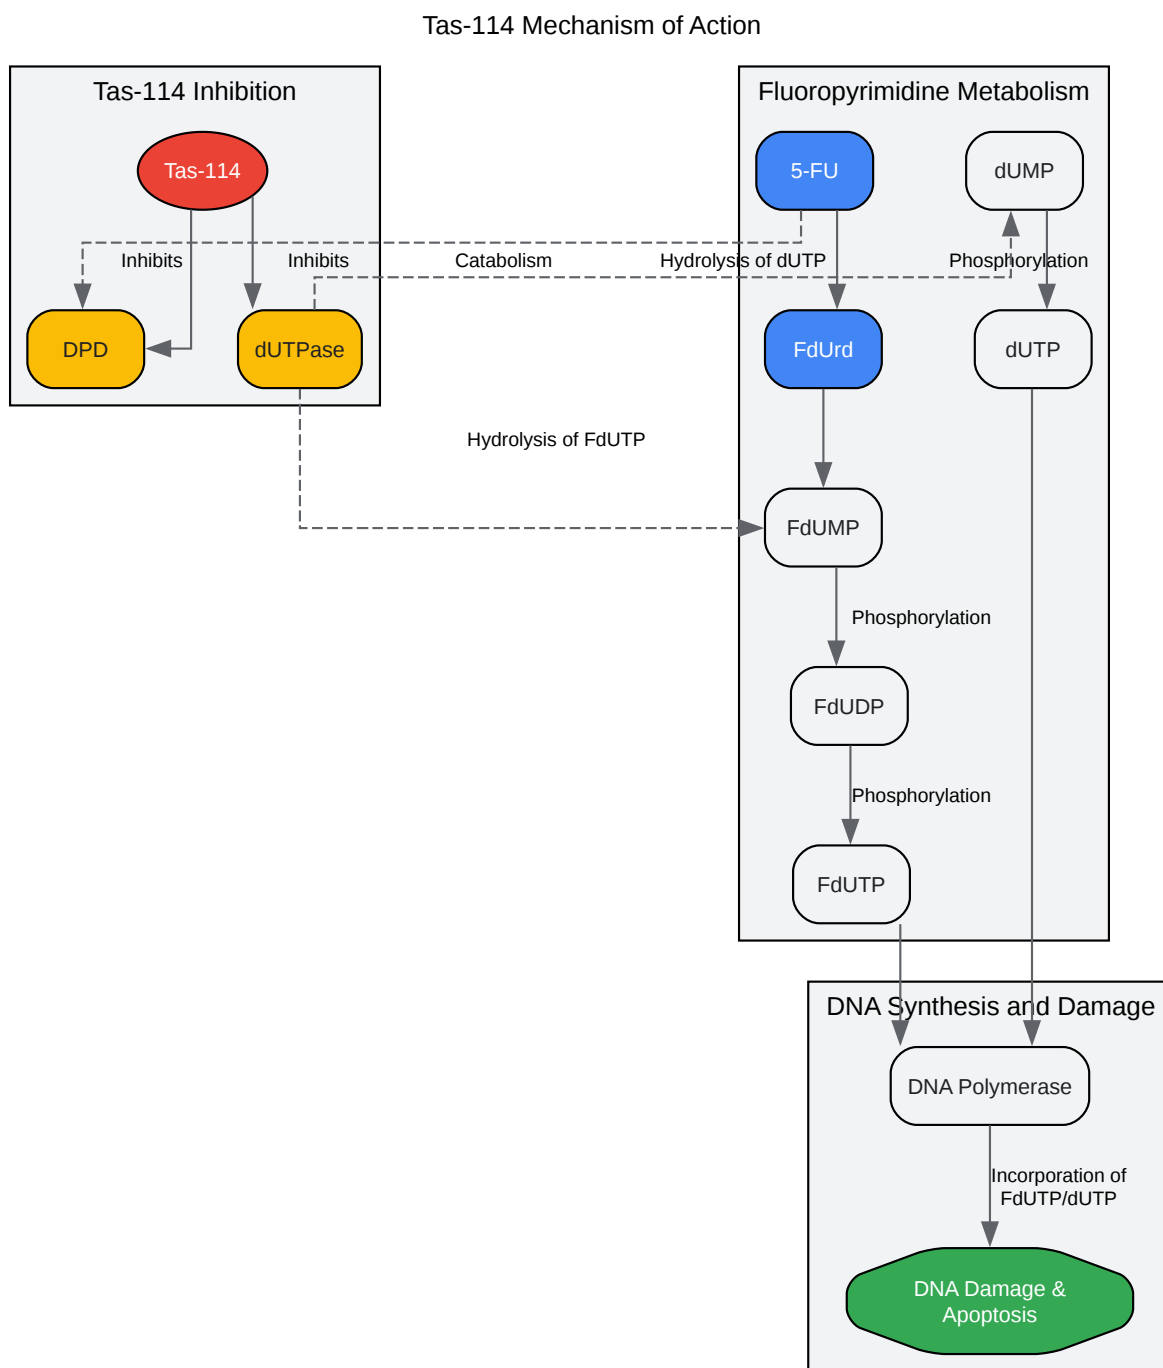 Tas-114 Mechanism of Action
Tas-114 Inhibition
Fluoropyrimidine Metabolism
Tas-114
5-FU
dUMP
Inhibits
Inhibits
Catabolism
Hydrolysis of dUTP
Phosphorylation
DPD
dUTPase
FdUrd
dUTP
Hydrolysis of FdUTP
FdUMP
Phosphorylation
FdUDP
Phosphorylation
FdUTP
DNA Synthesis and Damage
DNA Polymerase
Incorporation of
FdUTP/dUTP
DNA Damage &
Apoptosis